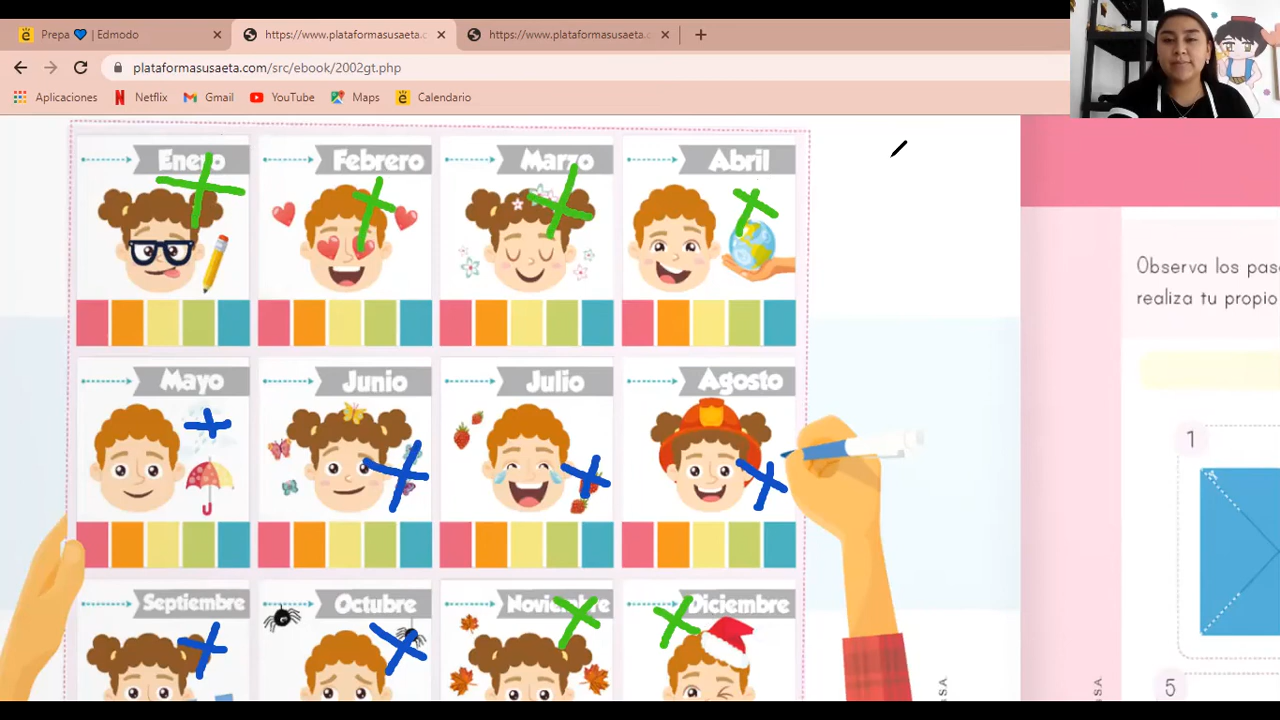 Prepa 💙 | Edmodo
https://www.plataformasusaeta.
https://www.plataformasusaeta.
plataformasusaeta.com/src/ebook/2002gt.php
Aplicaciones Netflix Gmail YouTube Maps Calendario
Enero Febrero Marzo Abril
Mayo Junio Julio Agosto
Septiembre Octubre Noviembre Diciembre
Observa los pas
realiza tu propio
1
5
S.A.
S.A.